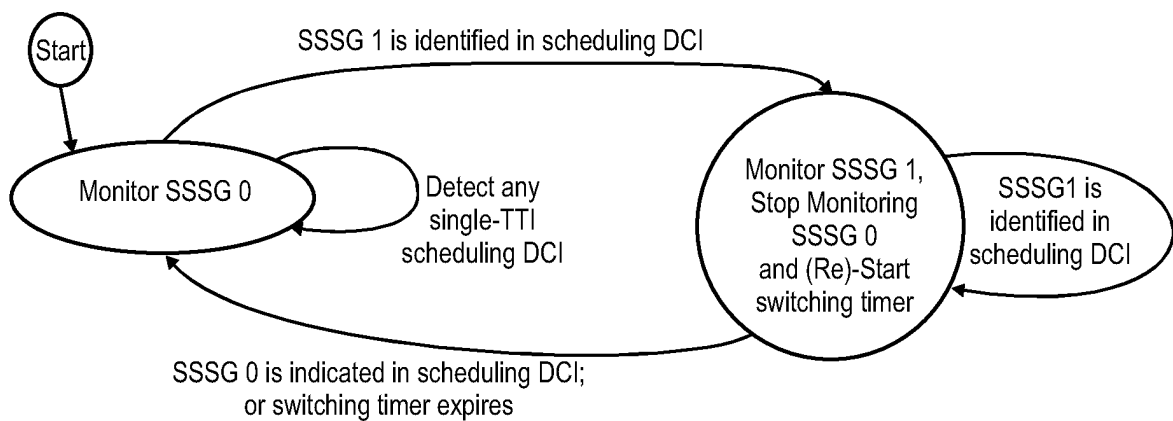 Start
SSSG 1 is identified in scheduling DCI
Monitor SSSG 0
Detect any
single-TTI
scheduling DCI
Monitor SSSG 1,
Stop Monitoring
SSSG 0
and (Re)-Start
switching timer
SSSG1 is
identified in
scheduling DCI
SSSG 0 is indicated in scheduling DCI;
or switching timer expires